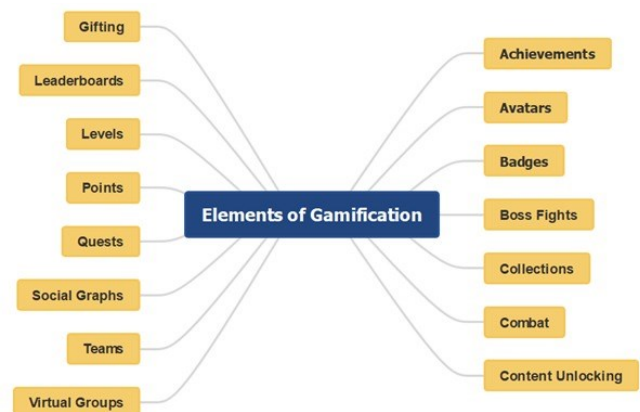 Gifting
Leaderboards
Levels
Points
Quests
Social Graphs
Teams
Virtual Groups
Elements of Gamification
Achievements
Avatars
Badges
Boss Fights
Collections
Combat
Content Unlocking